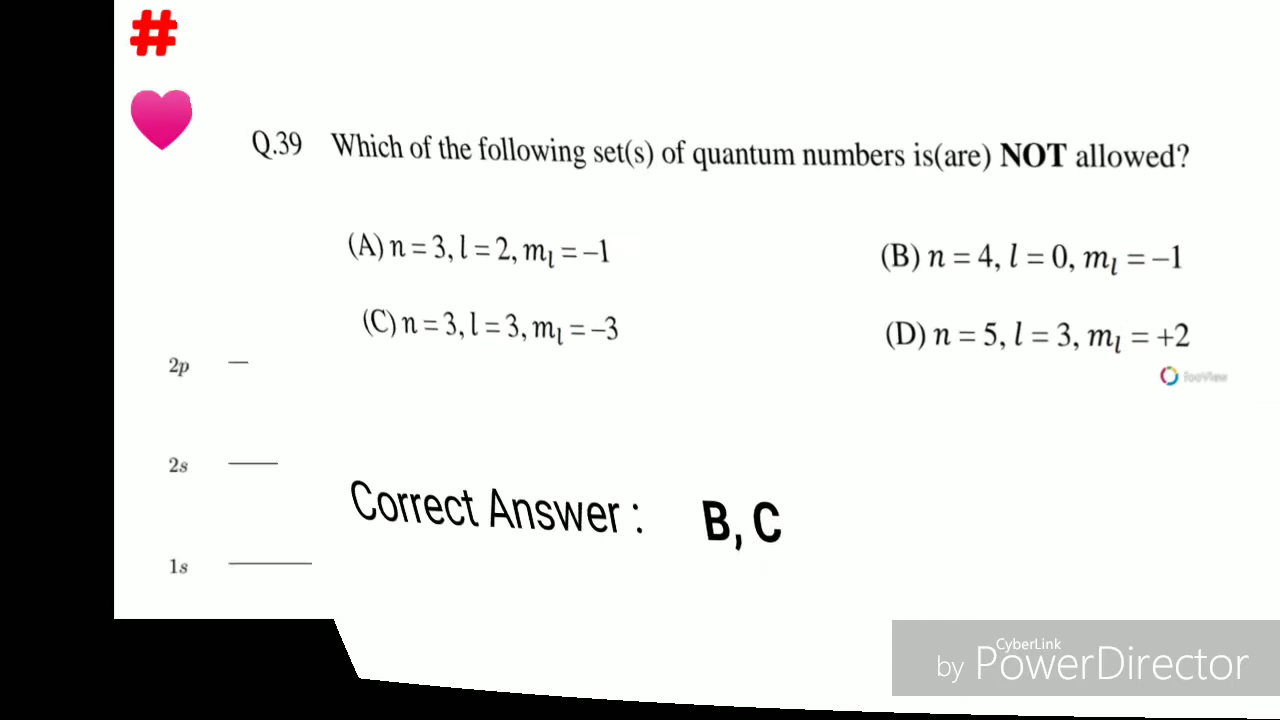 #
Q.39 Which of the following set(s) of quantum numbers is(are) NOT allowed?
(A) n = 3, l = 2, mₗ = –1
(B) n = 4, l = 0, mₗ = –1
(C) n = 3, l = 3, mₗ = –3
(D) n = 5, l = 3, mₗ = +2
fooView
2p
2s
Correct Answer : B, C
1s
CyberLink
by PowerDirector